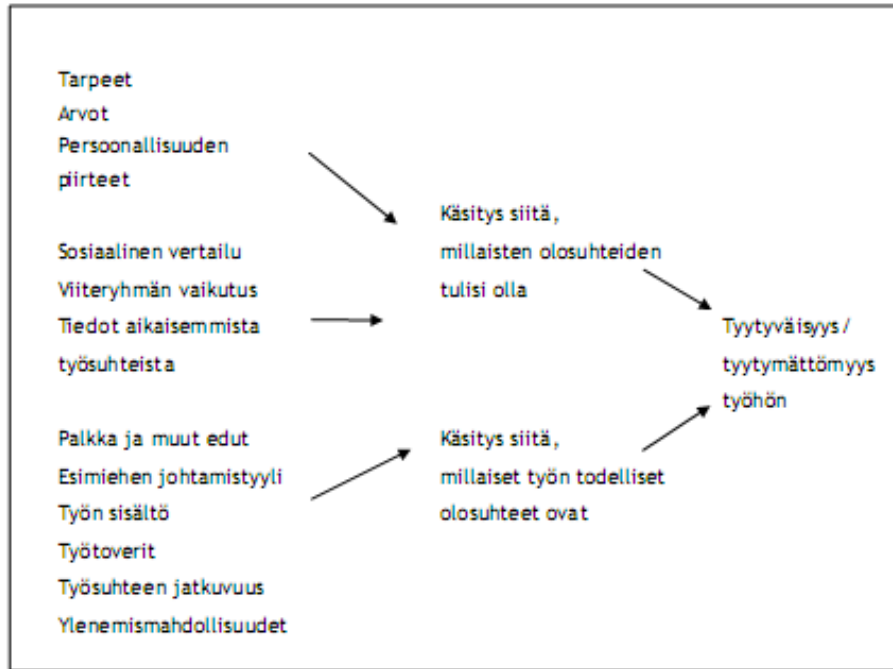 Tarpeet
Arvot
Persoonallisuuden
piirteet
Sosiaalinen vertailu
Viiteryhmän vaikutus
Tiedot aikaisemmista
työsuhteista
Palkka ja muut edut
Esimiehen johtamistyyli
Työn sisältö
Työtoverit
Työsuhteen jatkuvuus
Ylenemismahdollisuudet
Käsitys siitä,
millaisten olosuhteiden
tulisi olla
Käsitys siitä,
millaiset työn todelliset
olosuhteet ovat
Tyytyväisyys/
tyytymättömyys
työhön